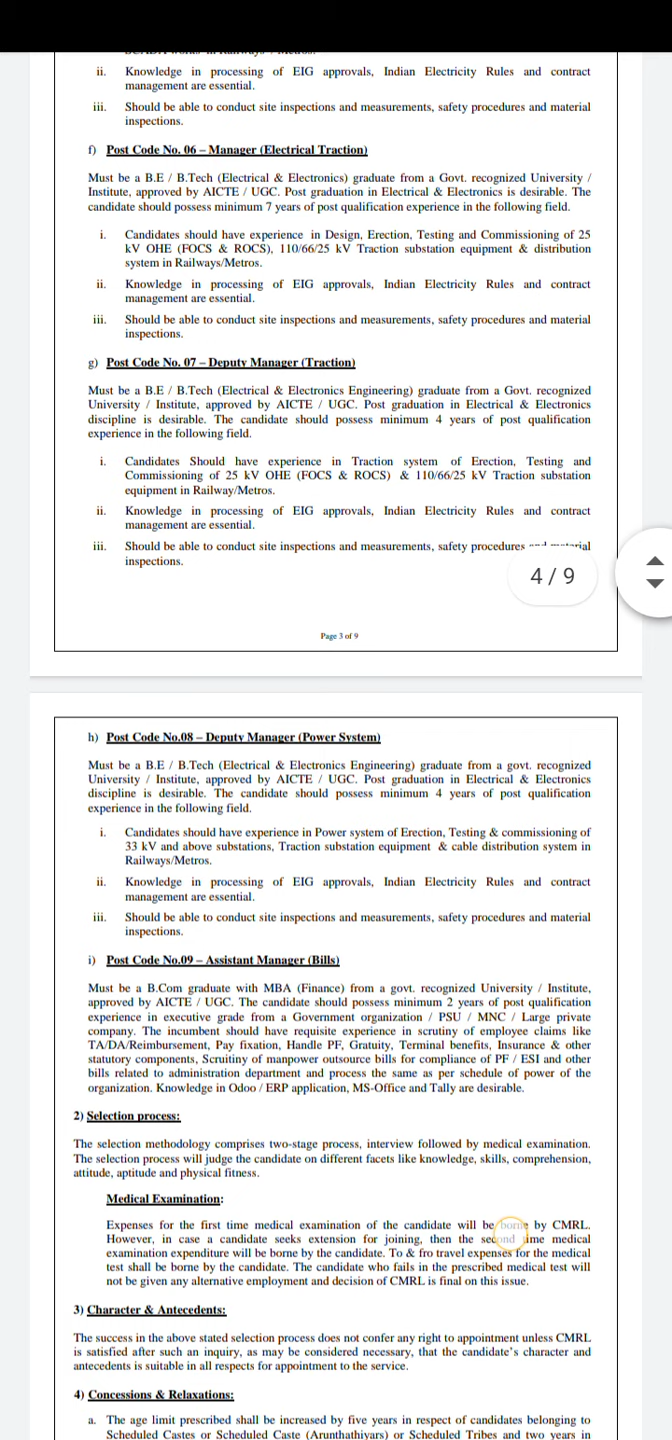 ii. Knowledge in processing of EIG approvals, Indian Electricity Rules and contract
management are essential.
iii. Should be able to conduct site inspections and measurements, safety procedures and material
inspections.
f) Post Code No. 06 – Manager (Electrical Traction)
Must be a B.E / B.Tech (Electrical & Electronics) graduate from a Govt. recognized University /
Institute, approved by AICTE / UGC. Post graduation in Electrical & Electronics is desirable. The
candidate should possess minimum 7 years of post qualification experience in the following field.
i. Candidates should have experience in Design, Erection, Testing and Commissioning of 25
kV OHE (FOCS & ROCS), 110/66/25 kV Traction substation equipment & distribution
system in Railways/Metros.
ii. Knowledge in processing of EIG approvals, Indian Electricity Rules and contract
management are essential.
iii. Should be able to conduct site inspections and measurements, safety procedures and material
inspections.
g) Post Code No. 07 – Deputy Manager (Traction)
Must be a B.E / B.Tech (Electrical & Electronics Engineering) graduate from a Govt. recognized
University / Institute, approved by AICTE / UGC. Post graduation in Electrical & Electronics
discipline is desirable. The candidate should possess minimum 4 years of post qualification
experience in the following field.
i. Candidates Should have experience in Traction system of Erection, Testing and
Commissioning of 25 kV OHE (FOCS & ROCS) & 110/66/25 kV Traction substation
equipment in Railway/Metros.
ii. Knowledge in processing of EIG approvals, Indian Electricity Rules and contract
management are essential.
iii. Should be able to conduct site inspections and measurements, safety procedures
inspections.
4 / 9
Page 3 of 9
h) Post Code No.08 – Deputy Manager (Power System)
Must be a B.E / B.Tech (Electrical & Electronics Engineering) graduate from a govt. recognized
University / Institute, approved by AICTE / UGC. Post graduation in Electrical & Electronics
discipline is desirable. The candidate should possess minimum 4 years of post qualification
experience in the following field.
i. Candidates should have experience in Power system of Erection, Testing & commissioning of
33 kV and above substations, Traction substation equipment & cable distribution system in
Railways/Metros.
ii. Knowledge in processing of EIG approvals, Indian Electricity Rules and contract
management are essential.
iii. Should be able to conduct site inspections and measurements, safety procedures and material
inspections.
i) Post Code No.09 – Assistant Manager (Bills)
Must be a B.Com graduate with MBA (Finance) from a govt. recognized University / Institute,
approved by AICTE / UGC. The candidate should possess minimum 2 years of post qualification
experience in executive grade from a Government organization / PSU / MNC / Large private
company. The incumbent should have requisite experience in scrutiny of employee claims like
TA/DA/Reimbursement, Pay fixation, Handle PF, Gratuity, Terminal benefits, Insurance & other
statutory components, Scruitiny of manpower outsource bills for compliance of PF / ESI and other
bills related to administration department and process the same as per schedule of power of the
organization. Knowledge in Odoo / ERP application, MS-Office and Tally are desirable.
2) Selection process:
The selection methodology comprises two-stage process, interview followed by medical examination.
The selection process will judge the candidate on different facets like knowledge, skills, comprehension,
attitude, aptitude and physical fitness.
Medical Examination:
Expenses for the first time medical examination of the candidate will be borne by CMRL.
However, in case a candidate seeks extension for joining, then the second time medical
examination expenditure will be borne by the candidate. To & fro travel expenses for the medical
test shall be borne by the candidate. The candidate who fails in the prescribed medical test will
not be given any alternative employment and decision of CMRL is final on this issue.
3) Character & Antecedents:
The success in the above stated selection process does not confer any right to appointment unless CMRL
is satisfied after such an inquiry, as may be considered necessary, that the candidate's character and
antecedents is suitable in all respects for appointment to the service.
4) Concessions & Relaxations:
a. The age limit prescribed shall be increased by five years in respect of candidates belonging to
Scheduled Castes or Scheduled Caste (Arunthathiyars) or Scheduled Tribes and two years in